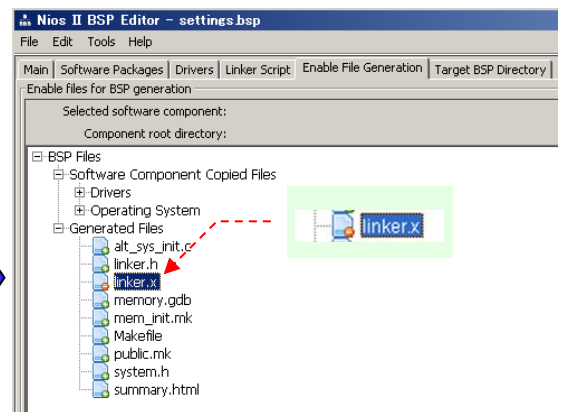 Nios II BSP Editor - settings.bsp
File Edit Tools Help
Main Software Packages Drivers Linker Script Enable File Generation Target BSP Directory
Enable files for BSP generation
Selected software component:
Component root directory:
BSP Files
Software Component Copied Files
Drivers
Operating System
Generated Files
alt_sys_init.c
linker.h
linker.x
memory.gdb
mem_init.mk
Makefile
public.mk
system.h
summary.html
linker.x